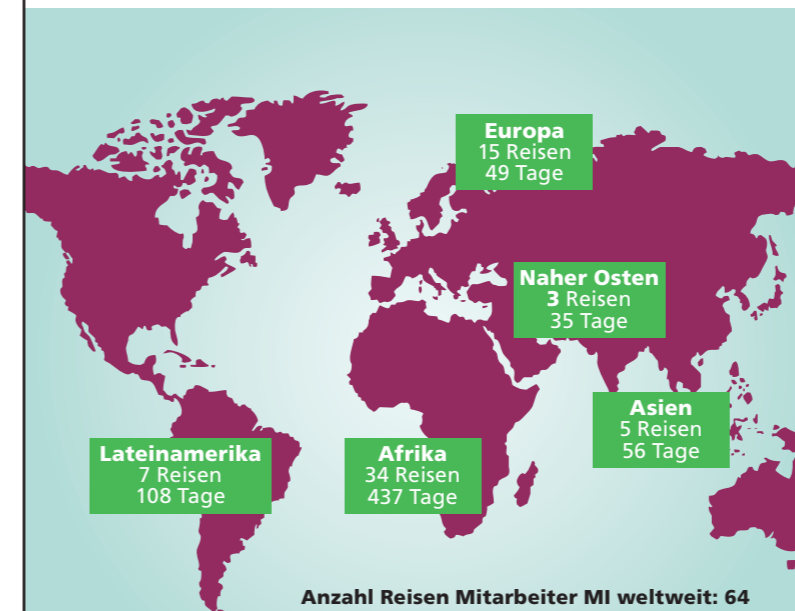 Europa
15 Reisen
49 Tage
Naher Osten
3 Reisen
35 Tage
Asien
5 Reisen
56 Tage
Lateinamerika
7 Reisen
108 Tage
Afrika
34 Reisen
437 Tage
Anzahl Reisen Mitarbeiter MI weltweit: 64